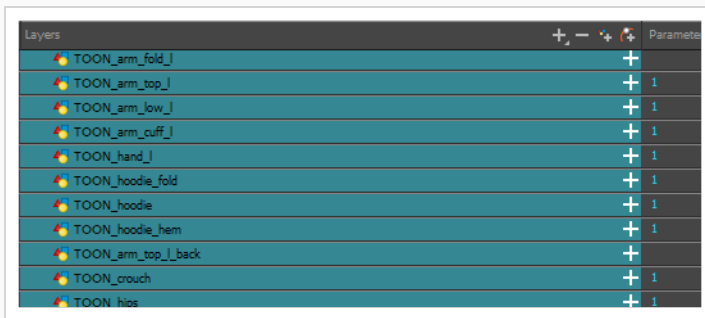 Layers Paramete
TOON_arm_fold_l
TOON_arm_top_l 1
TOON_arm_low_l 1
TOON_arm_cuff_l 1
TOON_hand_l 1
TOON_hoodie_fold 1
TOON_hoodie 1
TOON_hoodie_hem 1
TOON_arm_top_l_back
TOON_crouch 1
TOON_hips 1